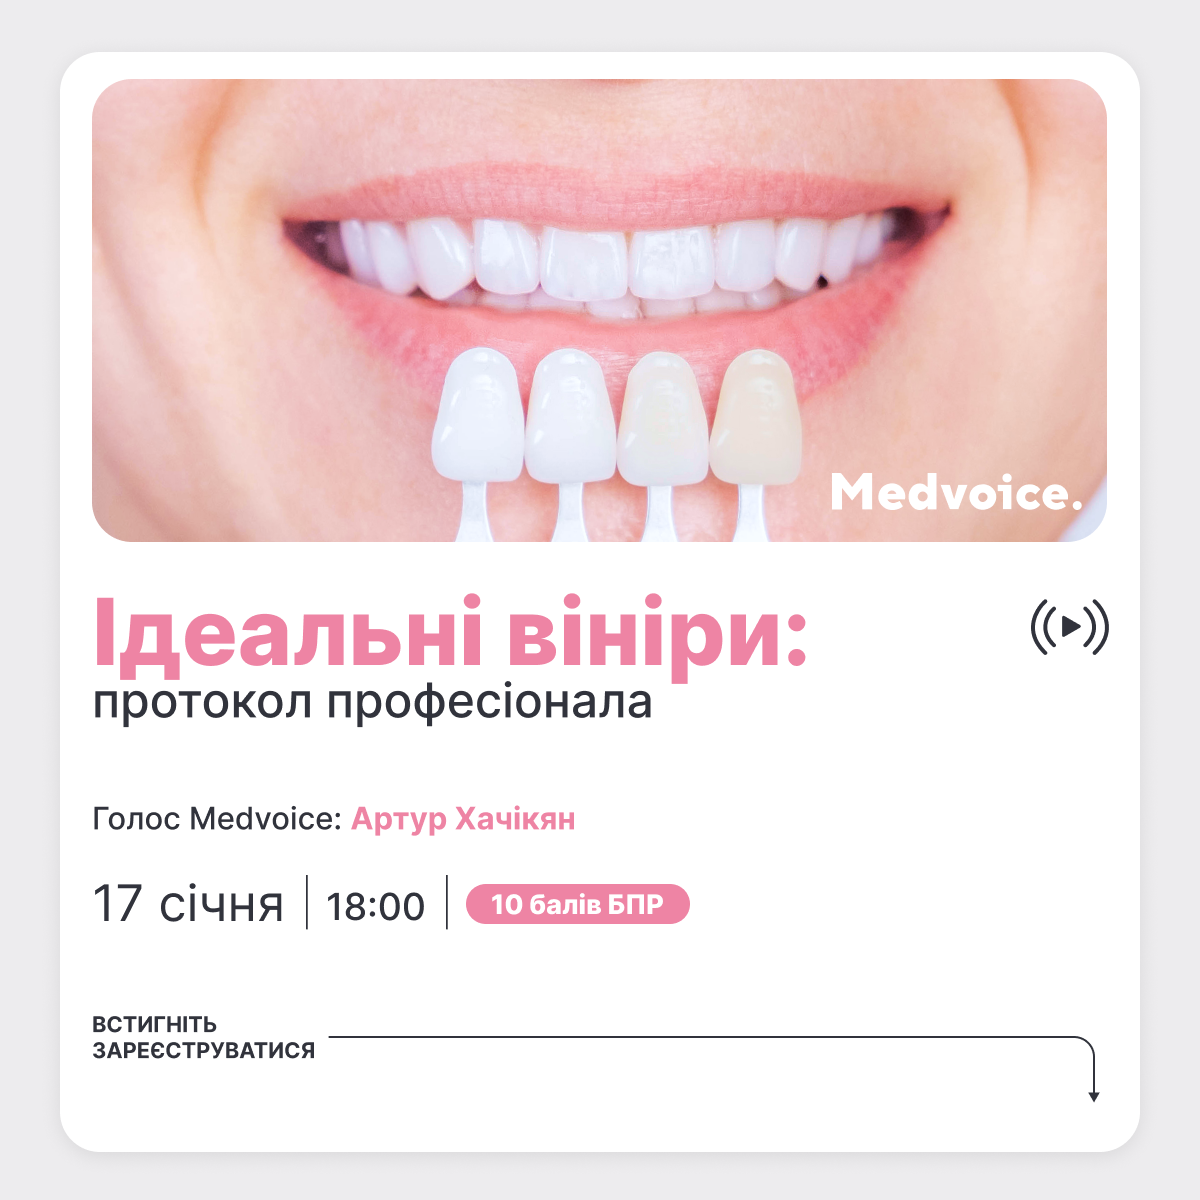 Medvoice.
Ідеальні вініри:
протокол професіонала
Голос Medvoice: Артур Хачікян
17 січня 18:00 10 балів БПР
ВСТИГНІТЬ
ЗАРЕЄСТРУВАТИСЯ